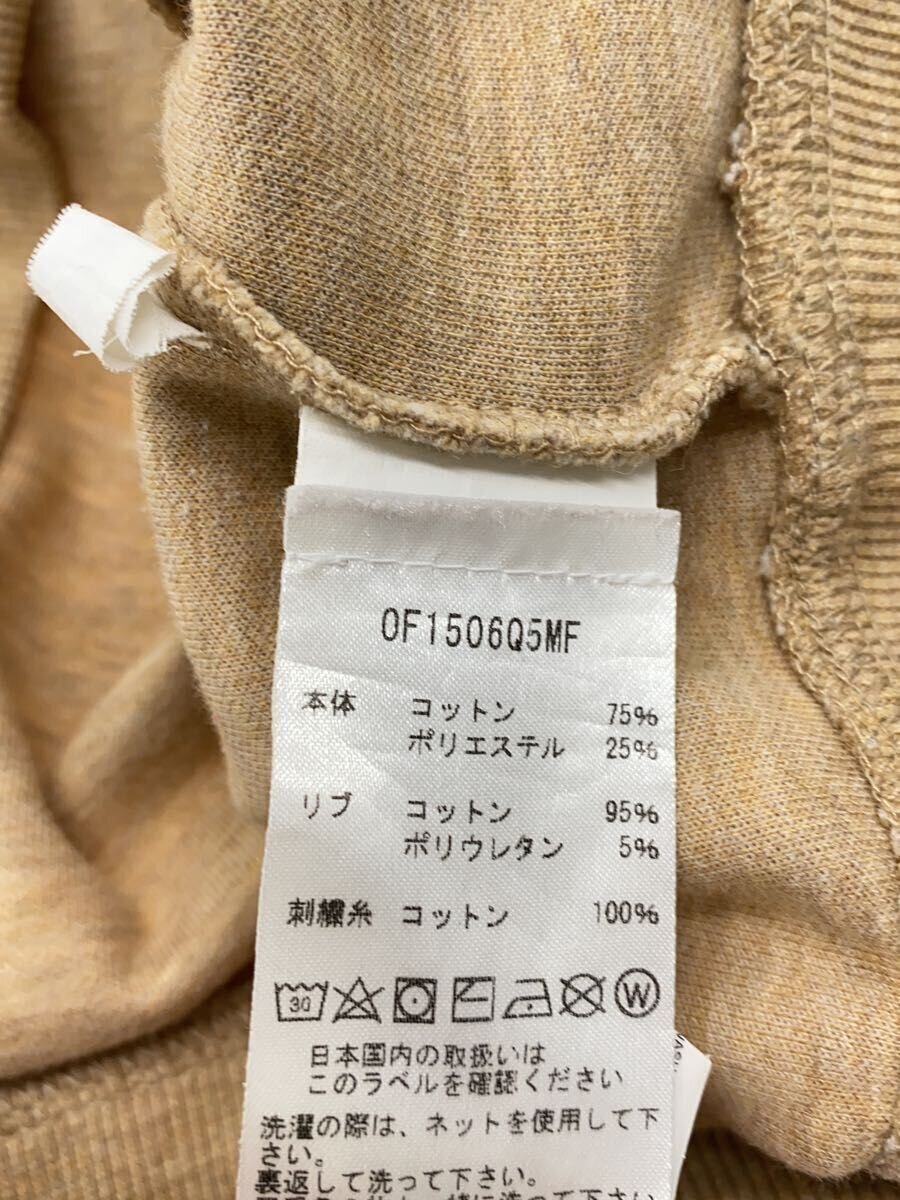 0F1506Q5MF
本体 コットン 75%
ポリエステル 25%
リブ コットン 95%
ポリウレタン 5%
刺繍糸 コットン 100%
30 W
日本国内の取扱いは
このラベルを確認ください
洗濯の際は、ネットを使用して下
さい。
裏返して洗って下さい。